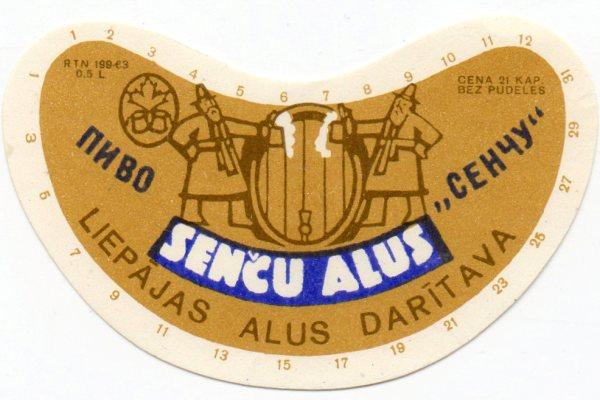 1 2 3 4 5 6 7 8 9 10 11 12
RTN 199-63
0.5 L
CENA 21 KAP.
BEZ PUDELES
ПИВО „СЕНЧУ“
SENČU ALUS
LIEPĀJAS ALUS DARĪTAVA
1 3 5 7 9 11 13 15 17 19 21 23 25 27 29 31